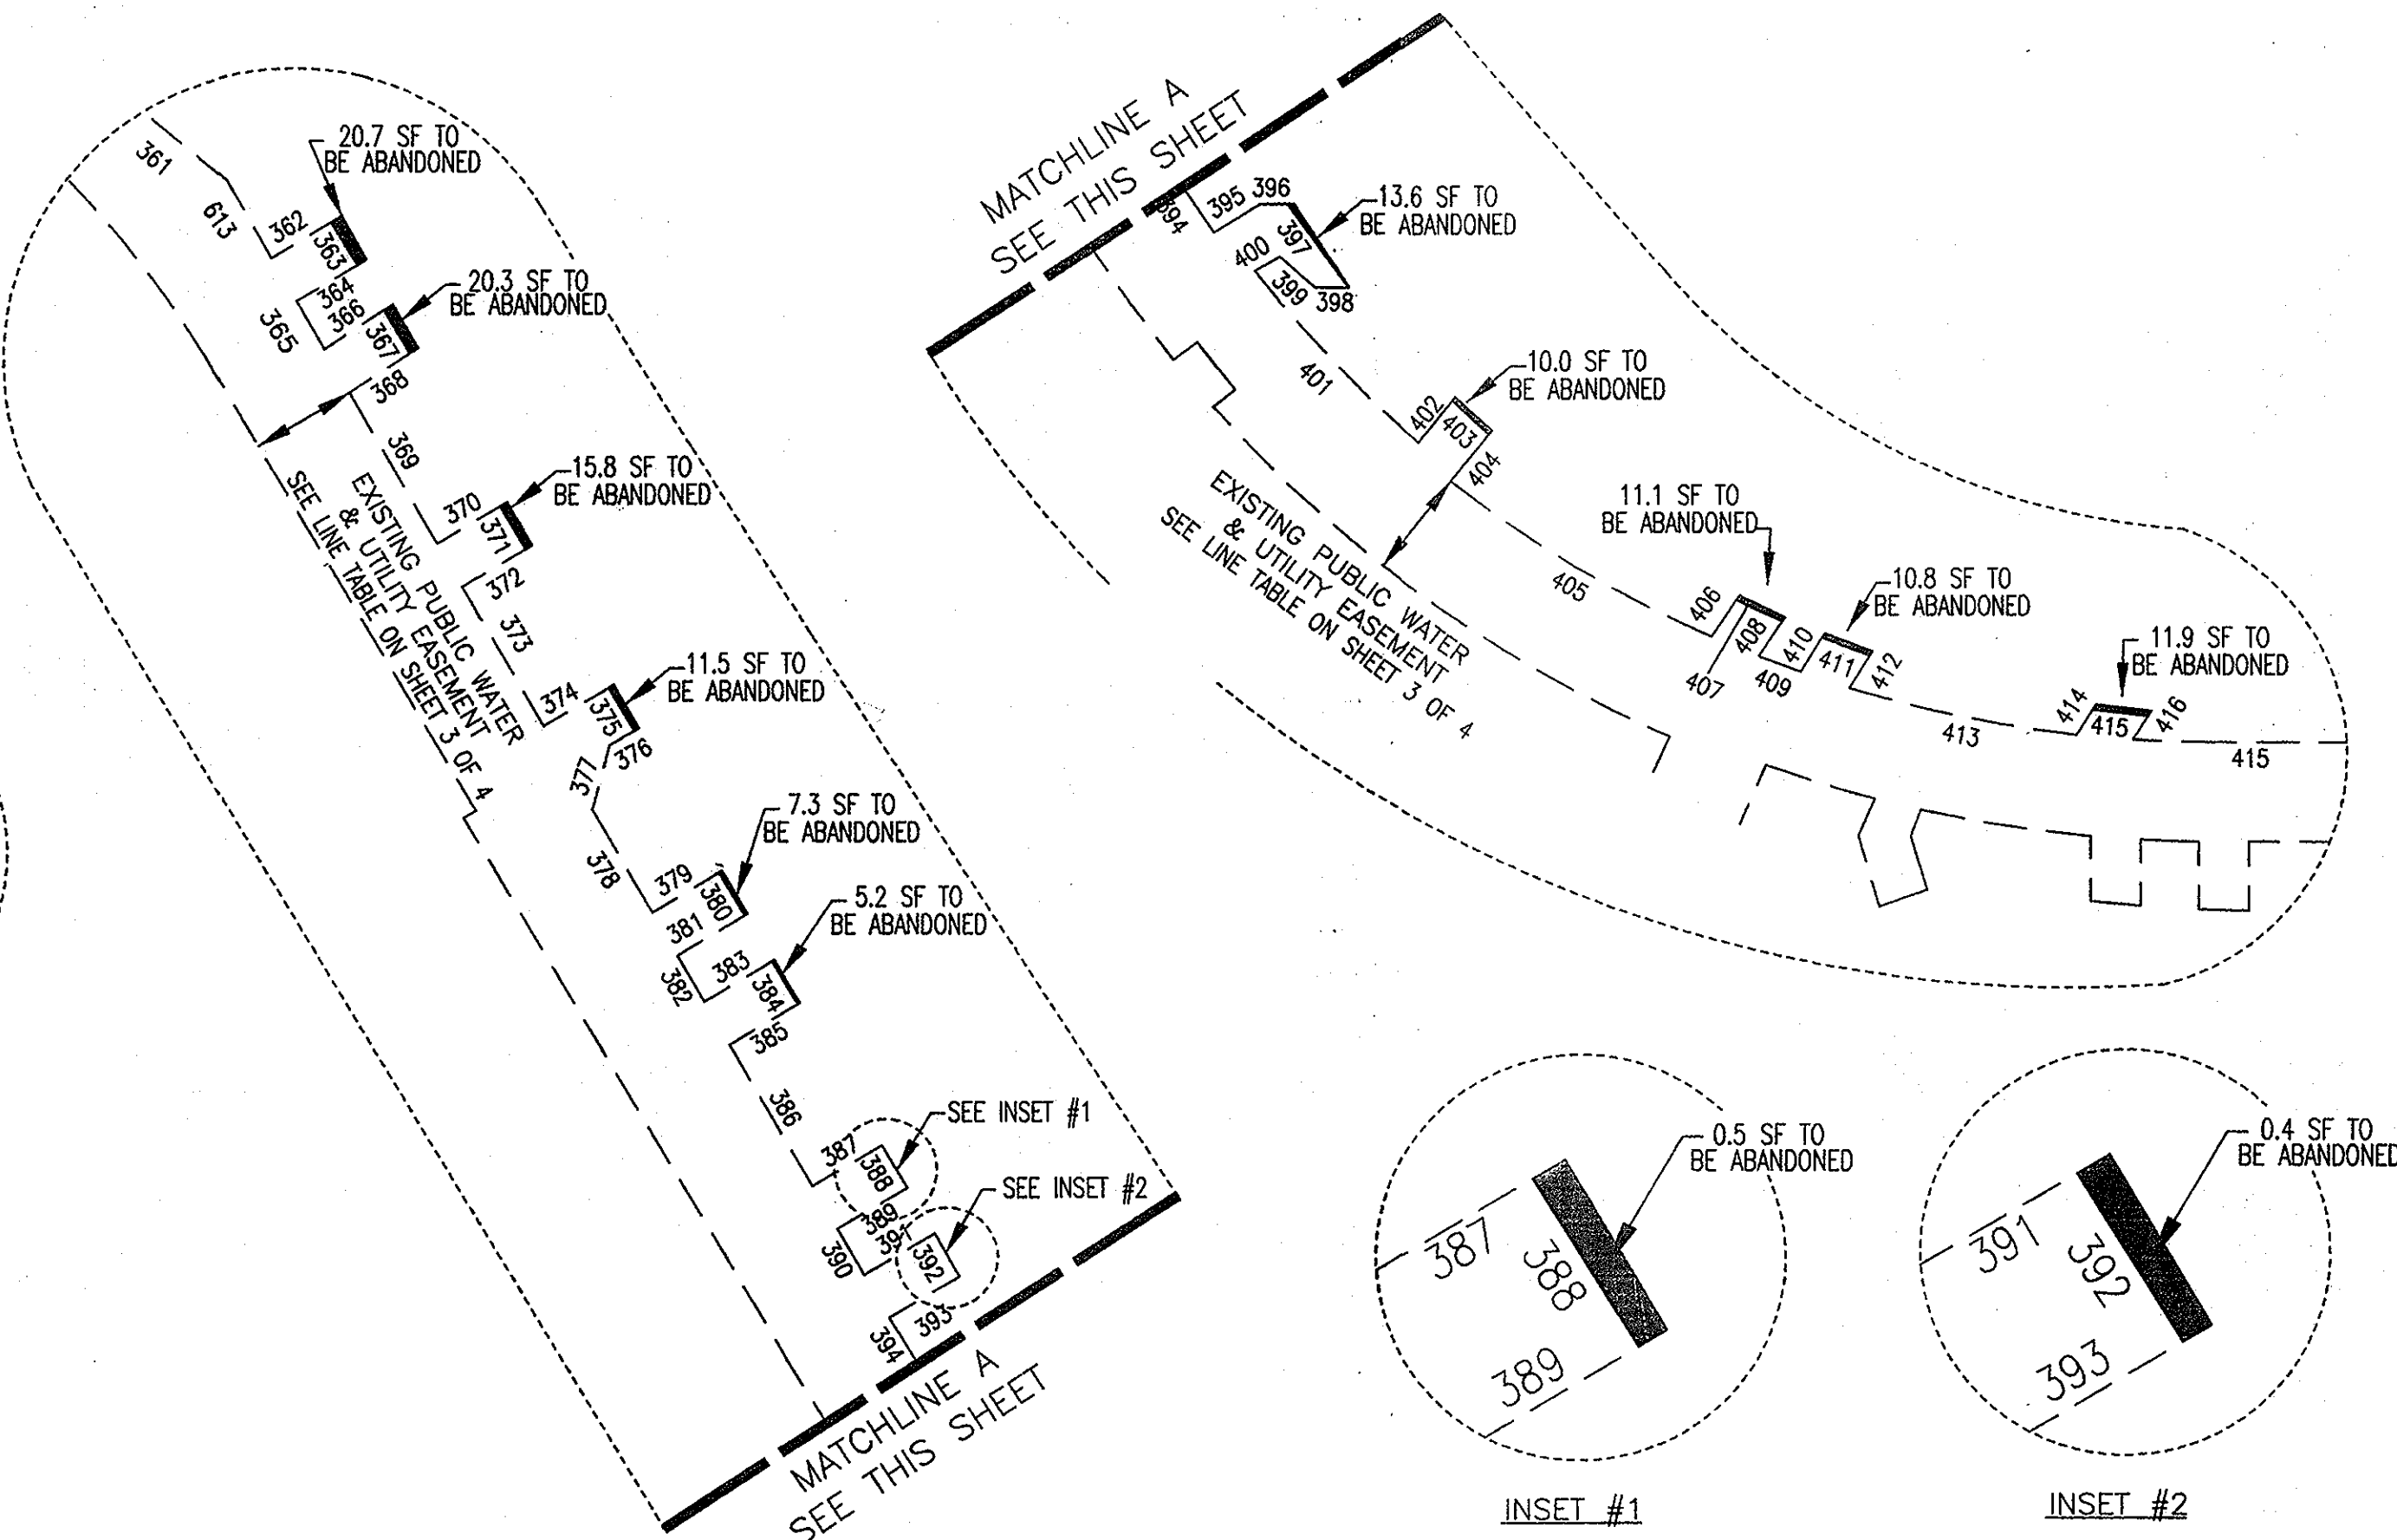 361
613
20.7 SF TO
BE ABANDONED
362
363
364
365
366
20.3 SF TO
BE ABANDONED
367
368
369
EXISTING PUBLIC WATER
& UTILITY EASEMENT
SEE LINE TABLE ON SHEET 3 OF 4
370
371
15.8 SF TO
BE ABANDONED
372
373
374
375
11.5 SF TO
BE ABANDONED
376
377
378
379
380
7.3 SF TO
BE ABANDONED
381
382
383
384
5.2 SF TO
BE ABANDONED
385
386
387
388
SEE INSET #1
389
390
391
392
SEE INSET #2
393
394
MATCHLINE A
SEE THIS SHEET
MATCHLINE A
SEE THIS SHEET
394
395
396
397
13.6 SF TO
BE ABANDONED
398
399
400
401
402
403
10.0 SF TO
BE ABANDONED
404
EXISTING PUBLIC WATER
& UTILITY EASEMENT
SEE LINE TABLE ON SHEET 3 OF 4
405
406
11.1 SF TO
BE ABANDONED
407
408
409
410
411
10.8 SF TO
BE ABANDONED
412
413
414
415
11.9 SF TO
BE ABANDONED
416
415
387
388
389
0.5 SF TO
BE ABANDONED
INSET #1
391
392
393
0.4 SF TO
BE ABANDONED
INSET #2